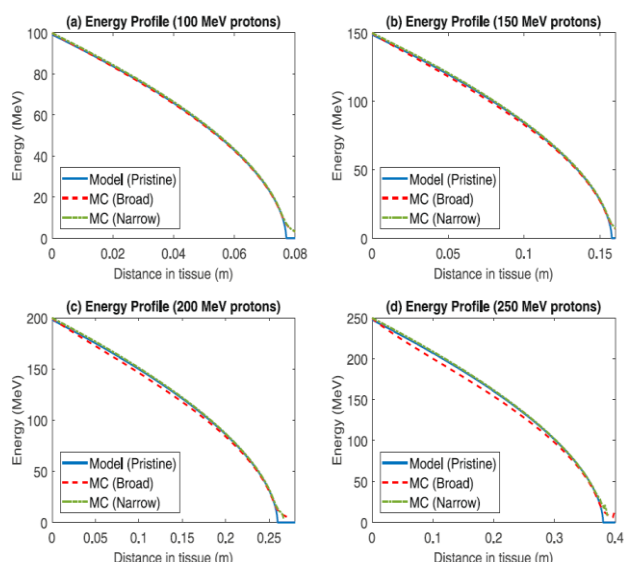 (a) Energy Profile (100 MeV protons)
100
80
60
40
20
0
Energy (MeV)
Model (Pristine)
MC (Broad)
MC (Narrow)
0 0.02 0.04 0.06 0.08
Distance in tissue (m)
(b) Energy Profile (150 MeV protons)
150
100
50
0
Energy (MeV)
Model (Pristine)
MC (Broad)
MC (Narrow)
0 0.05 0.1 0.15
Distance in tissue (m)
(c) Energy Profile (200 MeV protons)
200
150
100
50
0
Energy (MeV)
Model (Pristine)
MC (Broad)
MC (Narrow)
0 0.05 0.1 0.15 0.2 0.25
Distance in tissue (m)
(d) Energy Profile (250 MeV protons)
250
200
150
100
50
0
Energy (MeV)
Model (Pristine)
MC (Broad)
MC (Narrow)
0 0.1 0.2 0.3 0.4
Distance in tissue (m)